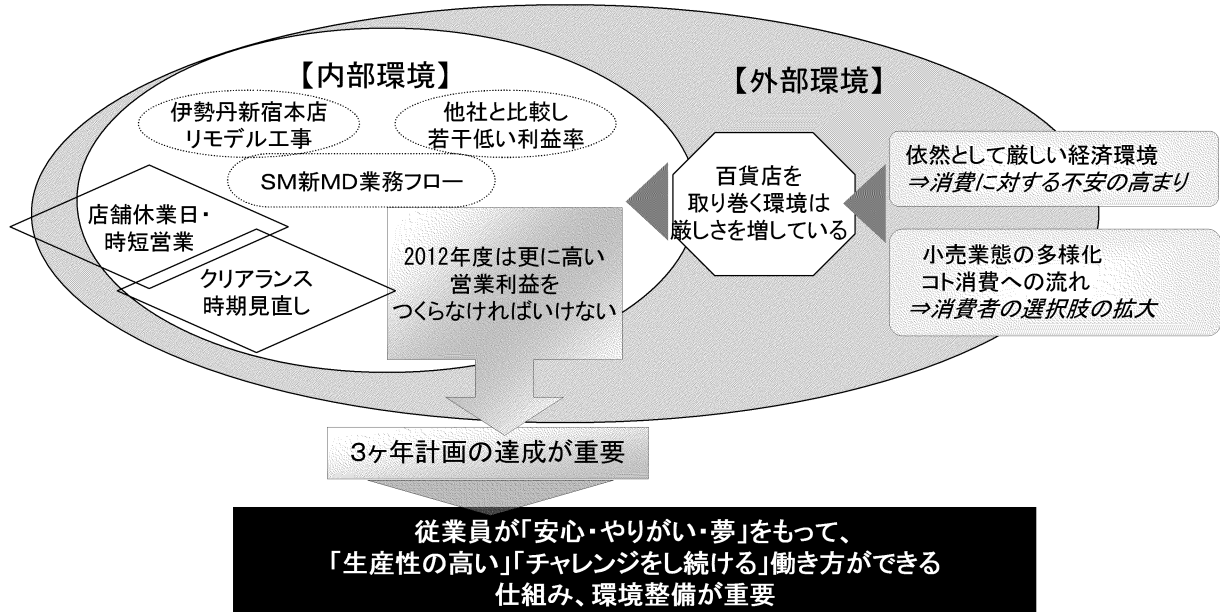 【内部環境】
【外部環境】
伊勢丹新宿本店
リモデル工事
他社と比較し
若干低い利益率
SM新MD業務フロー
店舗休業日・
時短営業
クリアランス
時期見直し
2012年度は更に高い
営業利益を
つくらなければいけない
百貨店を
取り巻く環境は
厳しさを増している
依然として厳しい経済環境
⇒消費に対する不安の高まり
小売業態の多様化
コト消費への流れ
⇒消費者の選択肢の拡大
3ヶ年計画の達成が重要
従業員が「安心・やりがい・夢」をもって、
「生産性の高い」「チャレンジをし続ける」働き方ができる
仕組み、環境整備が重要